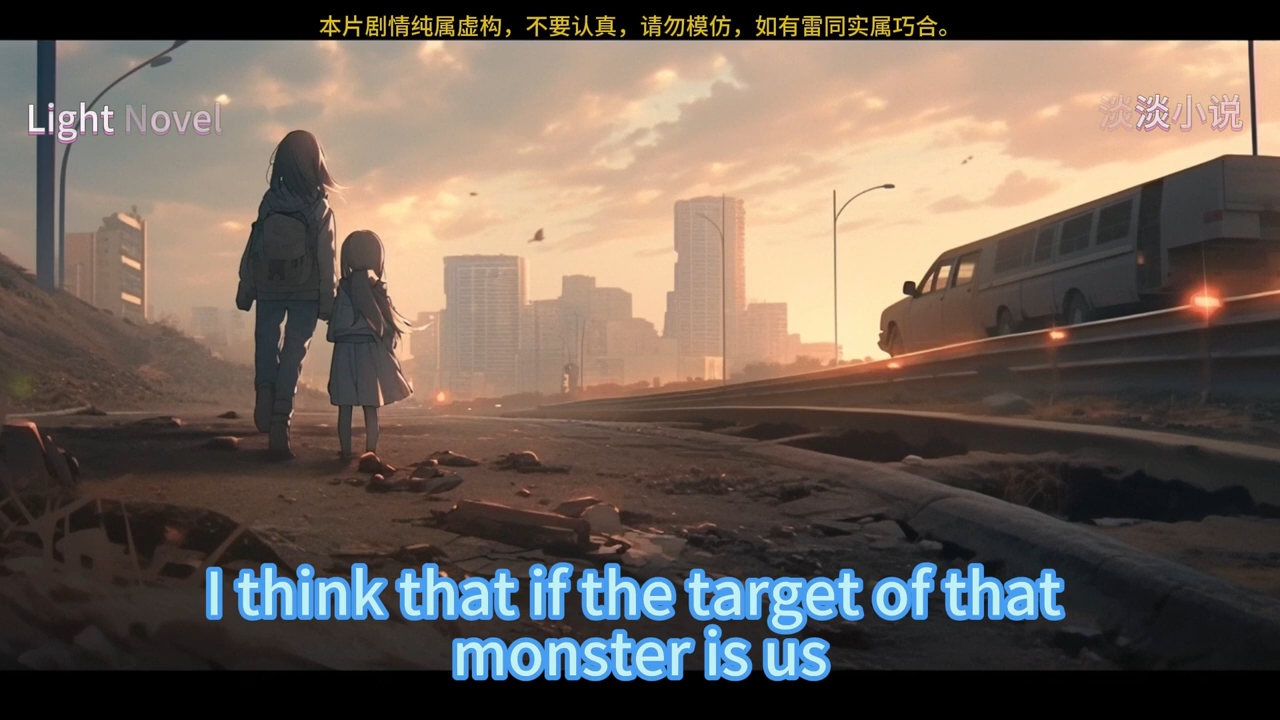 本片剧情纯属虚构，不要认真，请勿模仿，如有雷同实属巧合。
Light Novel
淡淡小说
I think that if the target of that
monster is us